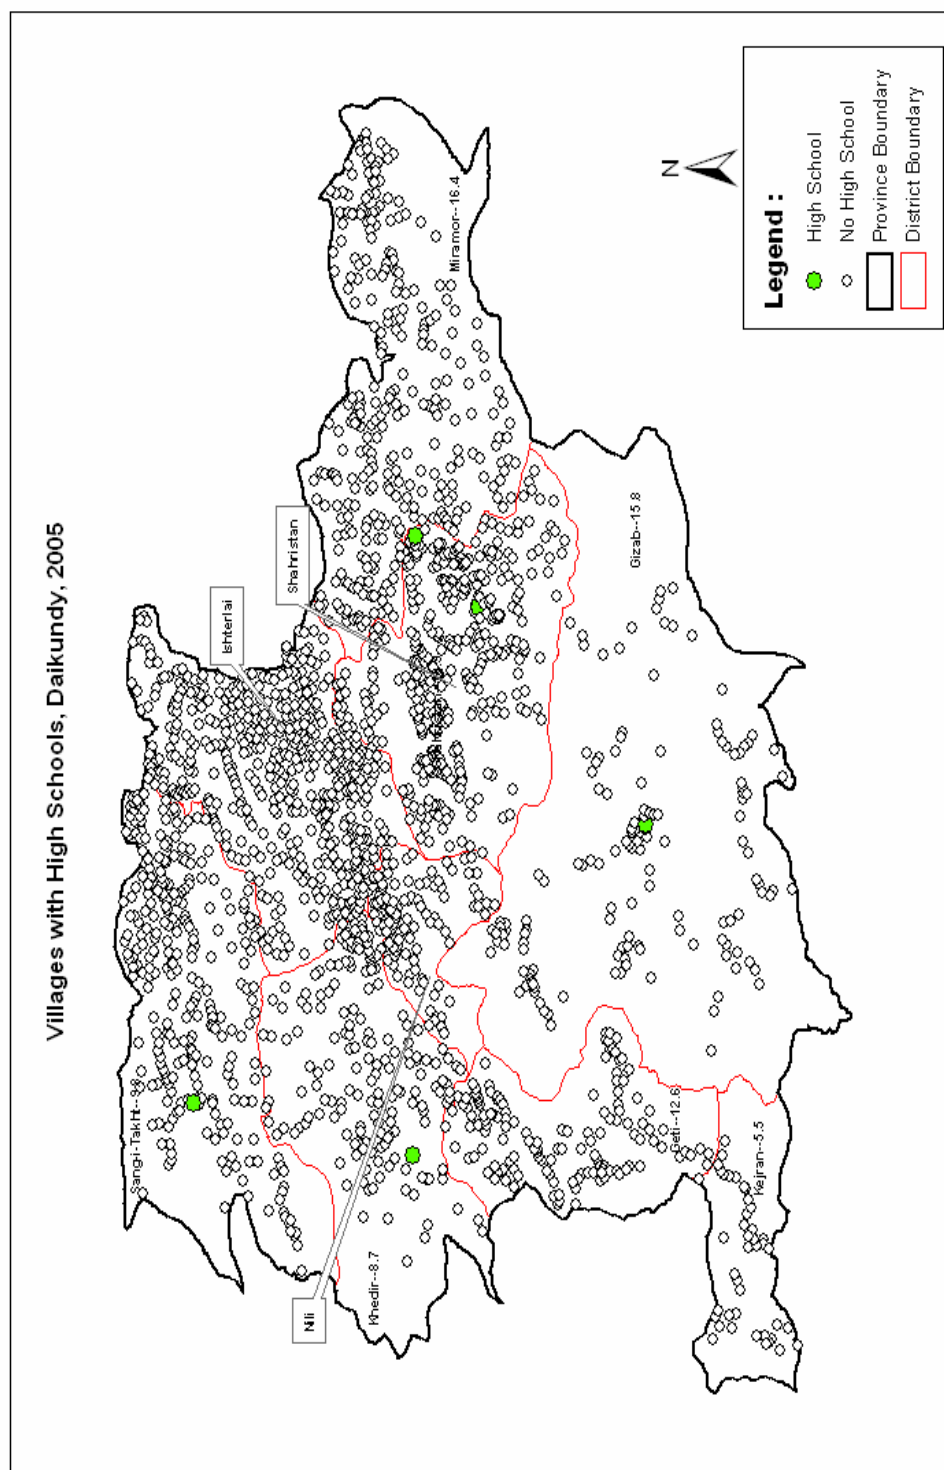 Villages with High Schools, Daikundy, 2005
Ishterlai
Shahristan
Sangi-Takht--9.8
Miramor--16.4
Khedir--8.7
Nili
Gizab--15.8
Geti--12.6
Kejran--5.5
N
Legend :
High School
No High School
Province Boundary
District Boundary